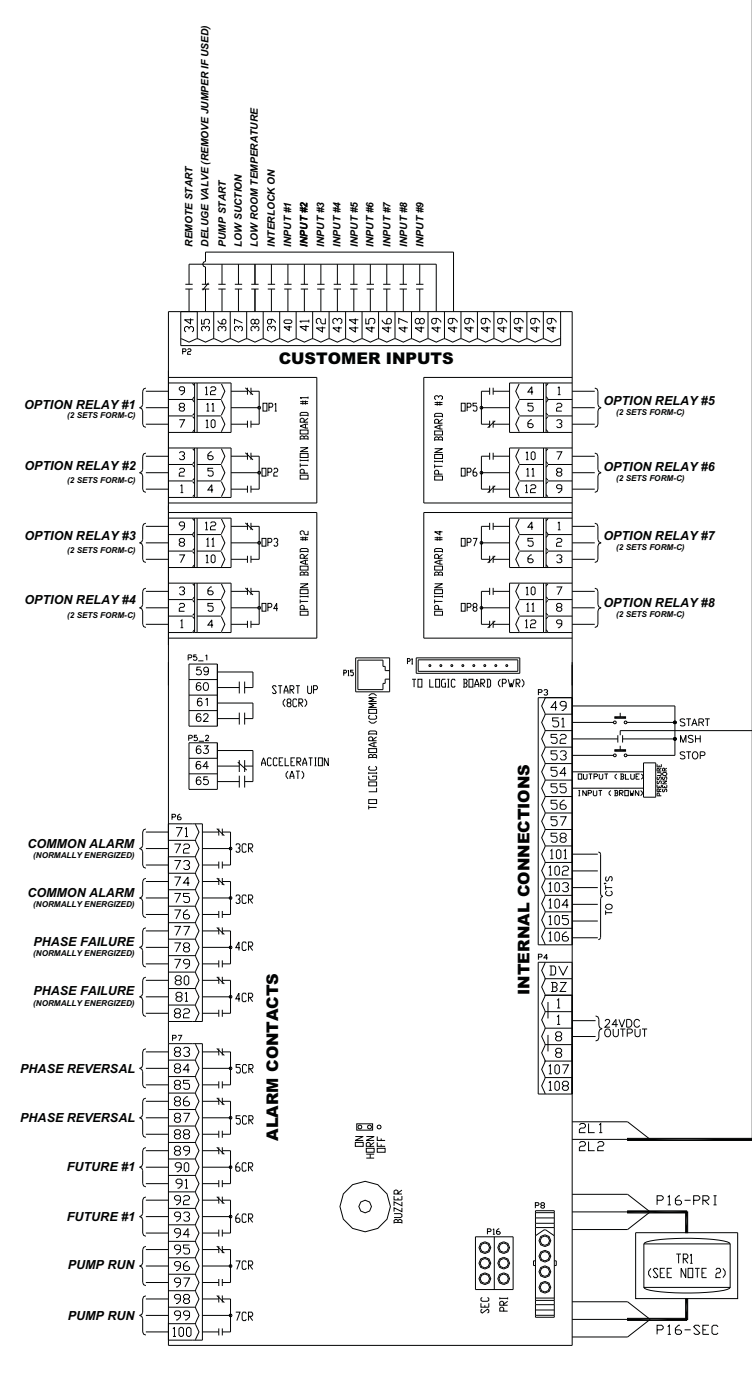 REMOTE START
DELUGE VALVE (REMOVE JUMPER IF USED)
PUMP START
LOW SUCTION
LOW ROOM TEMPERATURE
INTERLOCK ON
INPUT #1
INPUT #2
INPUT #3
INPUT #4
INPUT #5
INPUT #6
INPUT #7
INPUT #8
INPUT #9
34 35 36 37 38 39 40 41 42 43 44 45 46 47 48 49 49 49 49 49 49 49 49
P2
CUSTOMER INPUTS
OPTION RELAY #1
(2 SETS FORM-C)
9 12
8 11 OP1
7 10
OPTION RELAY #2
(2 SETS FORM-C)
3 6
2 5 OP2
1 4
OPTION BOARD #1
OPTION RELAY #3
(2 SETS FORM-C)
9 12
8 11 OP3
7 10
OPTION RELAY #4
(2 SETS FORM-C)
3 6
2 5 OP4
1 4
OPTION BOARD #2
OPTION BOARD #3
4 1
OP5 5 2
6 3
OPTION RELAY #5
(2 SETS FORM-C)
10 7
OP6 11 8
12 9
OPTION RELAY #6
(2 SETS FORM-C)
OPTION BOARD #4
4 1
OP7 5 2
6 3
OPTION RELAY #7
(2 SETS FORM-C)
10 7
OP8 11 8
12 9
OPTION RELAY #8
(2 SETS FORM-C)
P5_1
59
60
61
62
START UP
(8CR)
P5_2
63
64
65
ACCELERATION
(AT)
P15
TO LOGIC BOARD (COMM)
P1
TO LOGIC BOARD (PWR)
P3
49
51 START
52 MSH
53 STOP
54 OUTPUT (BLUE)
55 INPUT (BROWN)
PRESSURE
SENSOR
56
57
58
101
102
103
104
105
106
TO CT'S
INTERNAL CONNECTIONS
P4
DV
BZ
1
1
8
8
107
108
24VDC
OUTPUT
P6
COMMON ALARM
(NORMALLY ENERGIZED)
71
72 3CR
73
COMMON ALARM
(NORMALLY ENERGIZED)
74
75 3CR
76
PHASE FAILURE
(NORMALLY ENERGIZED)
77
78 4CR
79
PHASE FAILURE
(NORMALLY ENERGIZED)
80
81 4CR
82
P7
PHASE REVERSAL
83
84 5CR
85
PHASE REVERSAL
86
87 5CR
88
FUTURE #1
89
90 6CR
91
FUTURE #1
92
93 6CR
94
PUMP RUN
95
96 7CR
97
PUMP RUN
98
99 7CR
100
ALARM CONTACTS
ON
HORN
OFF
BUZZER
P16
SEC
PRI
P8
2L1
2L2
P16-PRI
TR1
(SEE NOTE 2)
P16-SEC